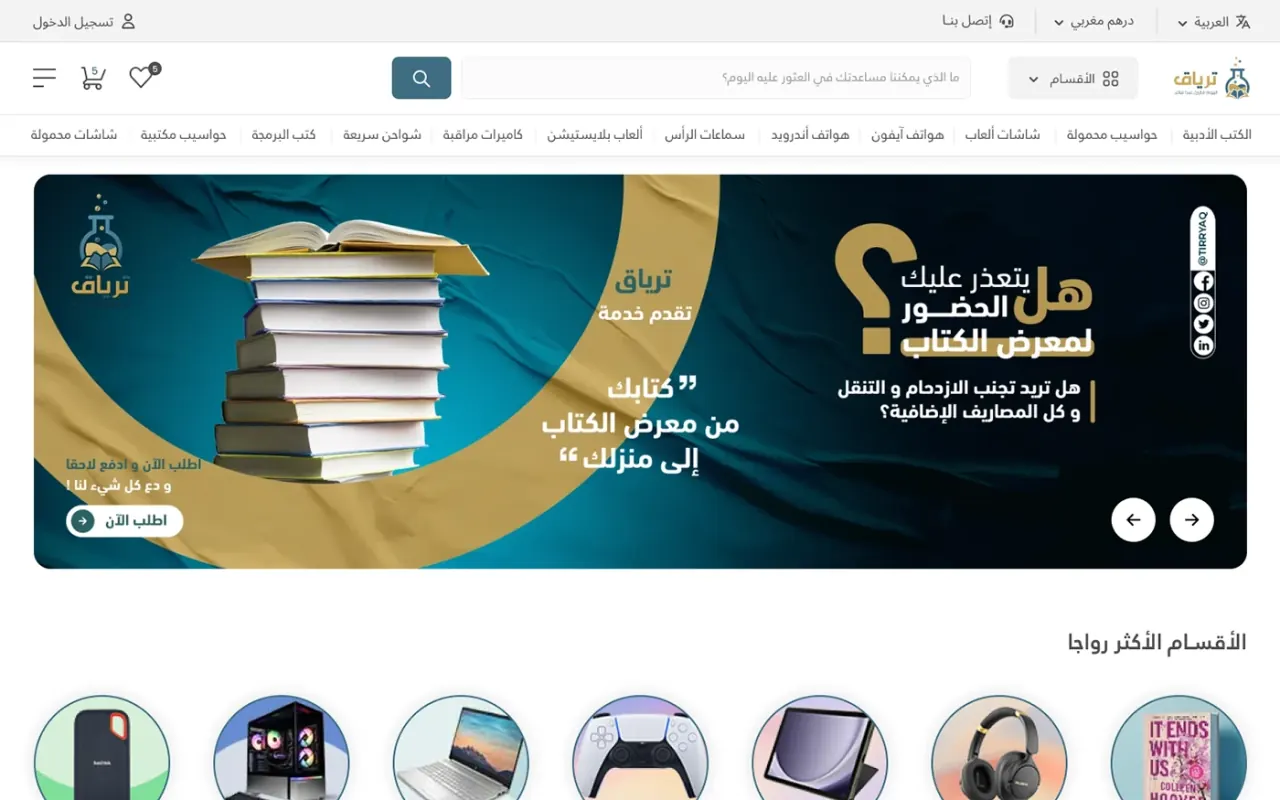 العربية
درهم مغربي
إتصل بنا
تسجيل الدخول
ترياق
الأقسام
ما الذي يمكننا مساعدتك في العثور عليه اليوم؟
5
5
الكتب الأدبية
حواسيب محمولة
شاشات ألعاب
هواتف آيفون
هواتف أندرويد
سماعات الرأس
ألعاب بلايستيشن
كاميرات مراقبة
شواحن سريعة
كتب البرمجة
حواسيب مكتبية
شاشات محمولة
@TIRRYAQ
هل يتعذر عليك
الحضور
لمعرض الكتاب؟
هل تريد تجنب الازدحام و التنقل
و كل المصاريف الإضافية؟
ترياق
تقدم خدمة
”كتابك
من معرض الكتاب
إلى منزلك“
ترياق
اطلب الآن و ادفع لاحقا
و دع كل شيء لنا !
اطلب الآن
الأقسام الأكثر رواجا
SanDisk
IT ENDS
WITH
US
COLLEEN
HOOVER